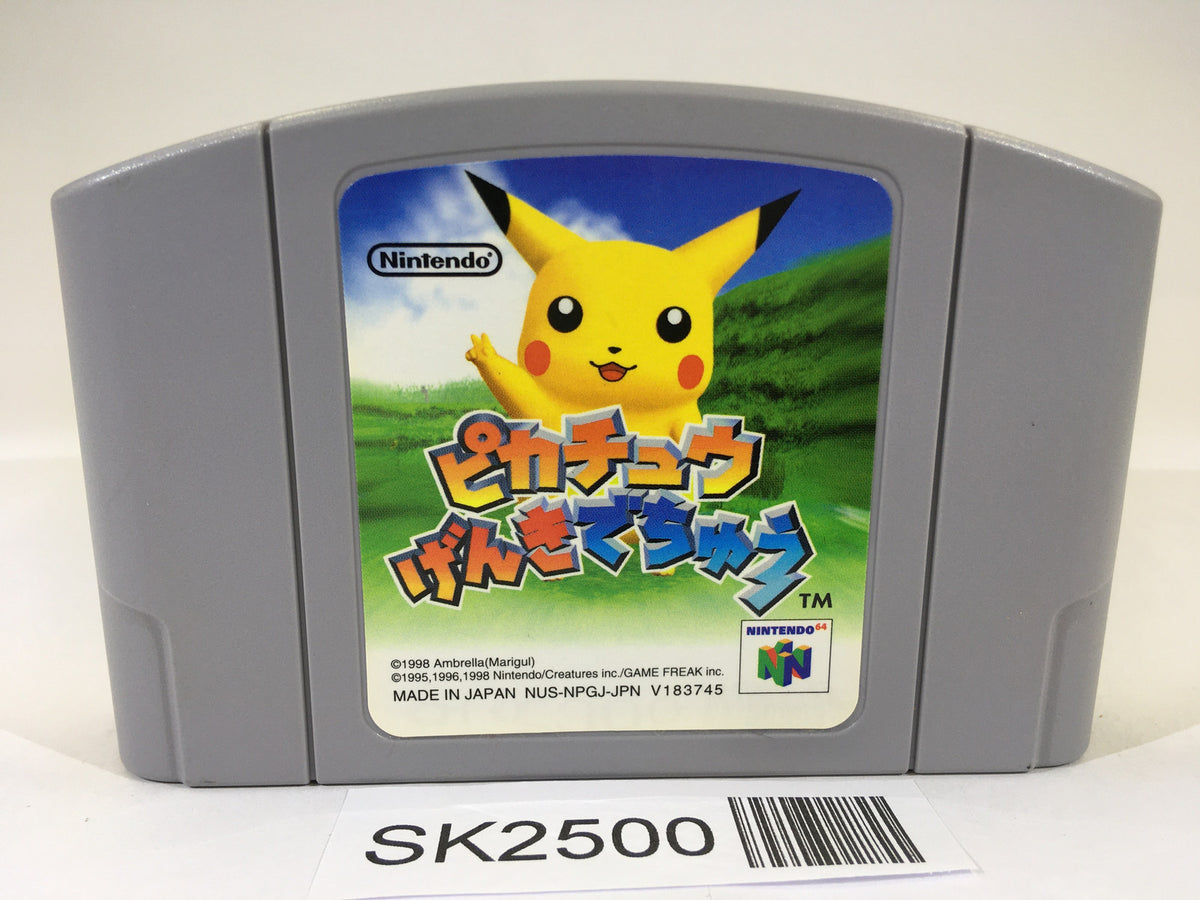 Nintendo®
ピカチュウ
げんきでちゅう
TM
NINTENDO64
©1998 Ambrella(Marigul)
©1995,1996,1998 Nintendo/Creatures inc./GAME FREAK inc.
MADE IN JAPAN NUS-NPGJ-JPN V183745
SK2500